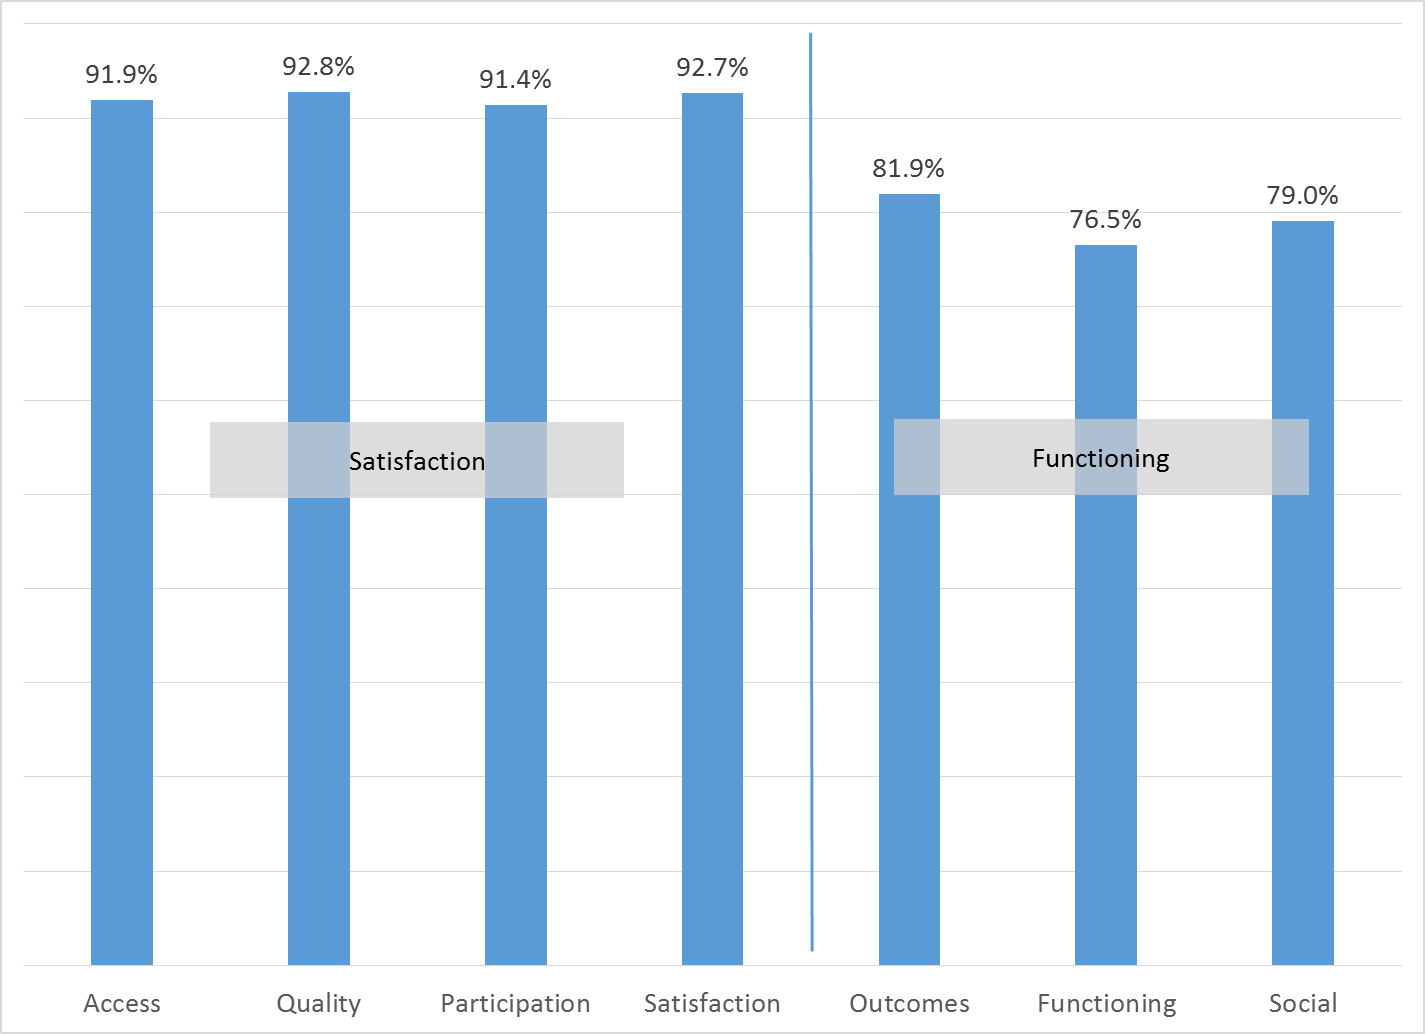 91.9%
92.8%
91.4%
92.7%
81.9%
76.5%
79.0%
Satisfaction
Functioning
Access
Quality
Participation
Satisfaction
Outcomes
Functioning
Social